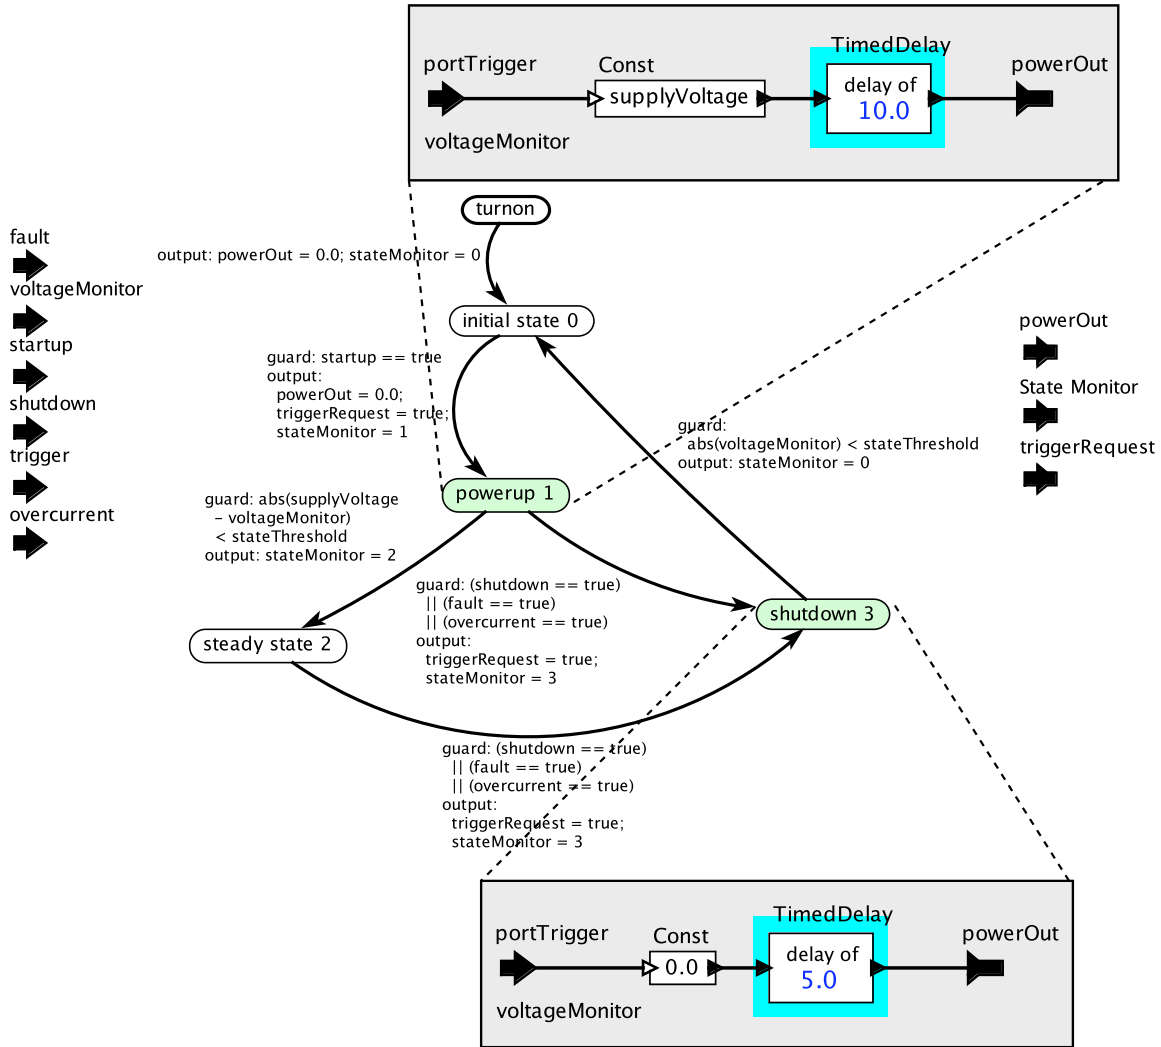 TimedDelay
portTrigger
Const
powerOut
delay of
supplyVoltage
10.0
voltageMonitor
turnon
fault
output: powerOut = 0.0; stateMonitor = 0
voltageMonitor
initial state 0
powerOut
startup
guard: startup == true
output:
powerOut = 0.0;
triggerRequest = true;
stateMonitor = 1
State Monitor
shutdown
guard:
abs(voltageMonitor) < stateThreshold
output: stateMonitor = 0
triggerRequest
trigger
powerup 1
guard: abs(supplyVoltage
– voltageMonitor)
< stateThreshold
output: stateMonitor = 2
overcurrent
guard: (shutdown == true)
|| (fault == true)
|| (overcurrent == true)
output:
triggerRequest = true;
stateMonitor = 3
shutdown 3
steady state 2
guard: (shutdown == true)
|| (fault == true)
|| (overcurrent == true)
output:
triggerRequest = true;
stateMonitor = 3
TimedDelay
portTrigger
Const
powerOut
delay of
0.0
5.0
voltageMonitor